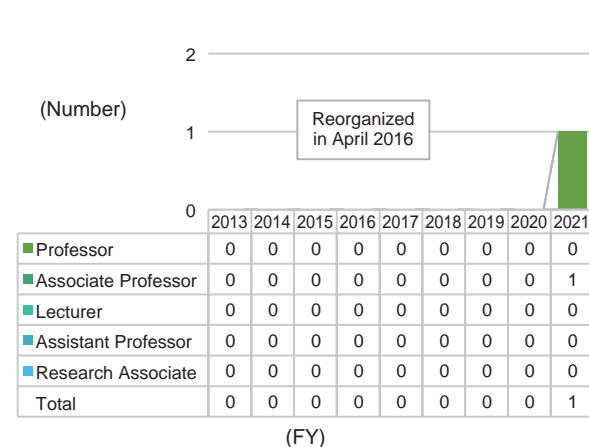 2
(Number)
Reorganized
in April 2016
1
0
2013 2014 2015 2016 2017 2018 2019 2020 2021
Professor 0 0 0 0 0 0 0 0 0
Associate Professor 0 0 0 0 0 0 0 0 1
Lecturer 0 0 0 0 0 0 0 0 0
Assistant Professor 0 0 0 0 0 0 0 0 0
Research Associate 0 0 0 0 0 0 0 0 0
Total 0 0 0 0 0 0 0 0 1
(FY)